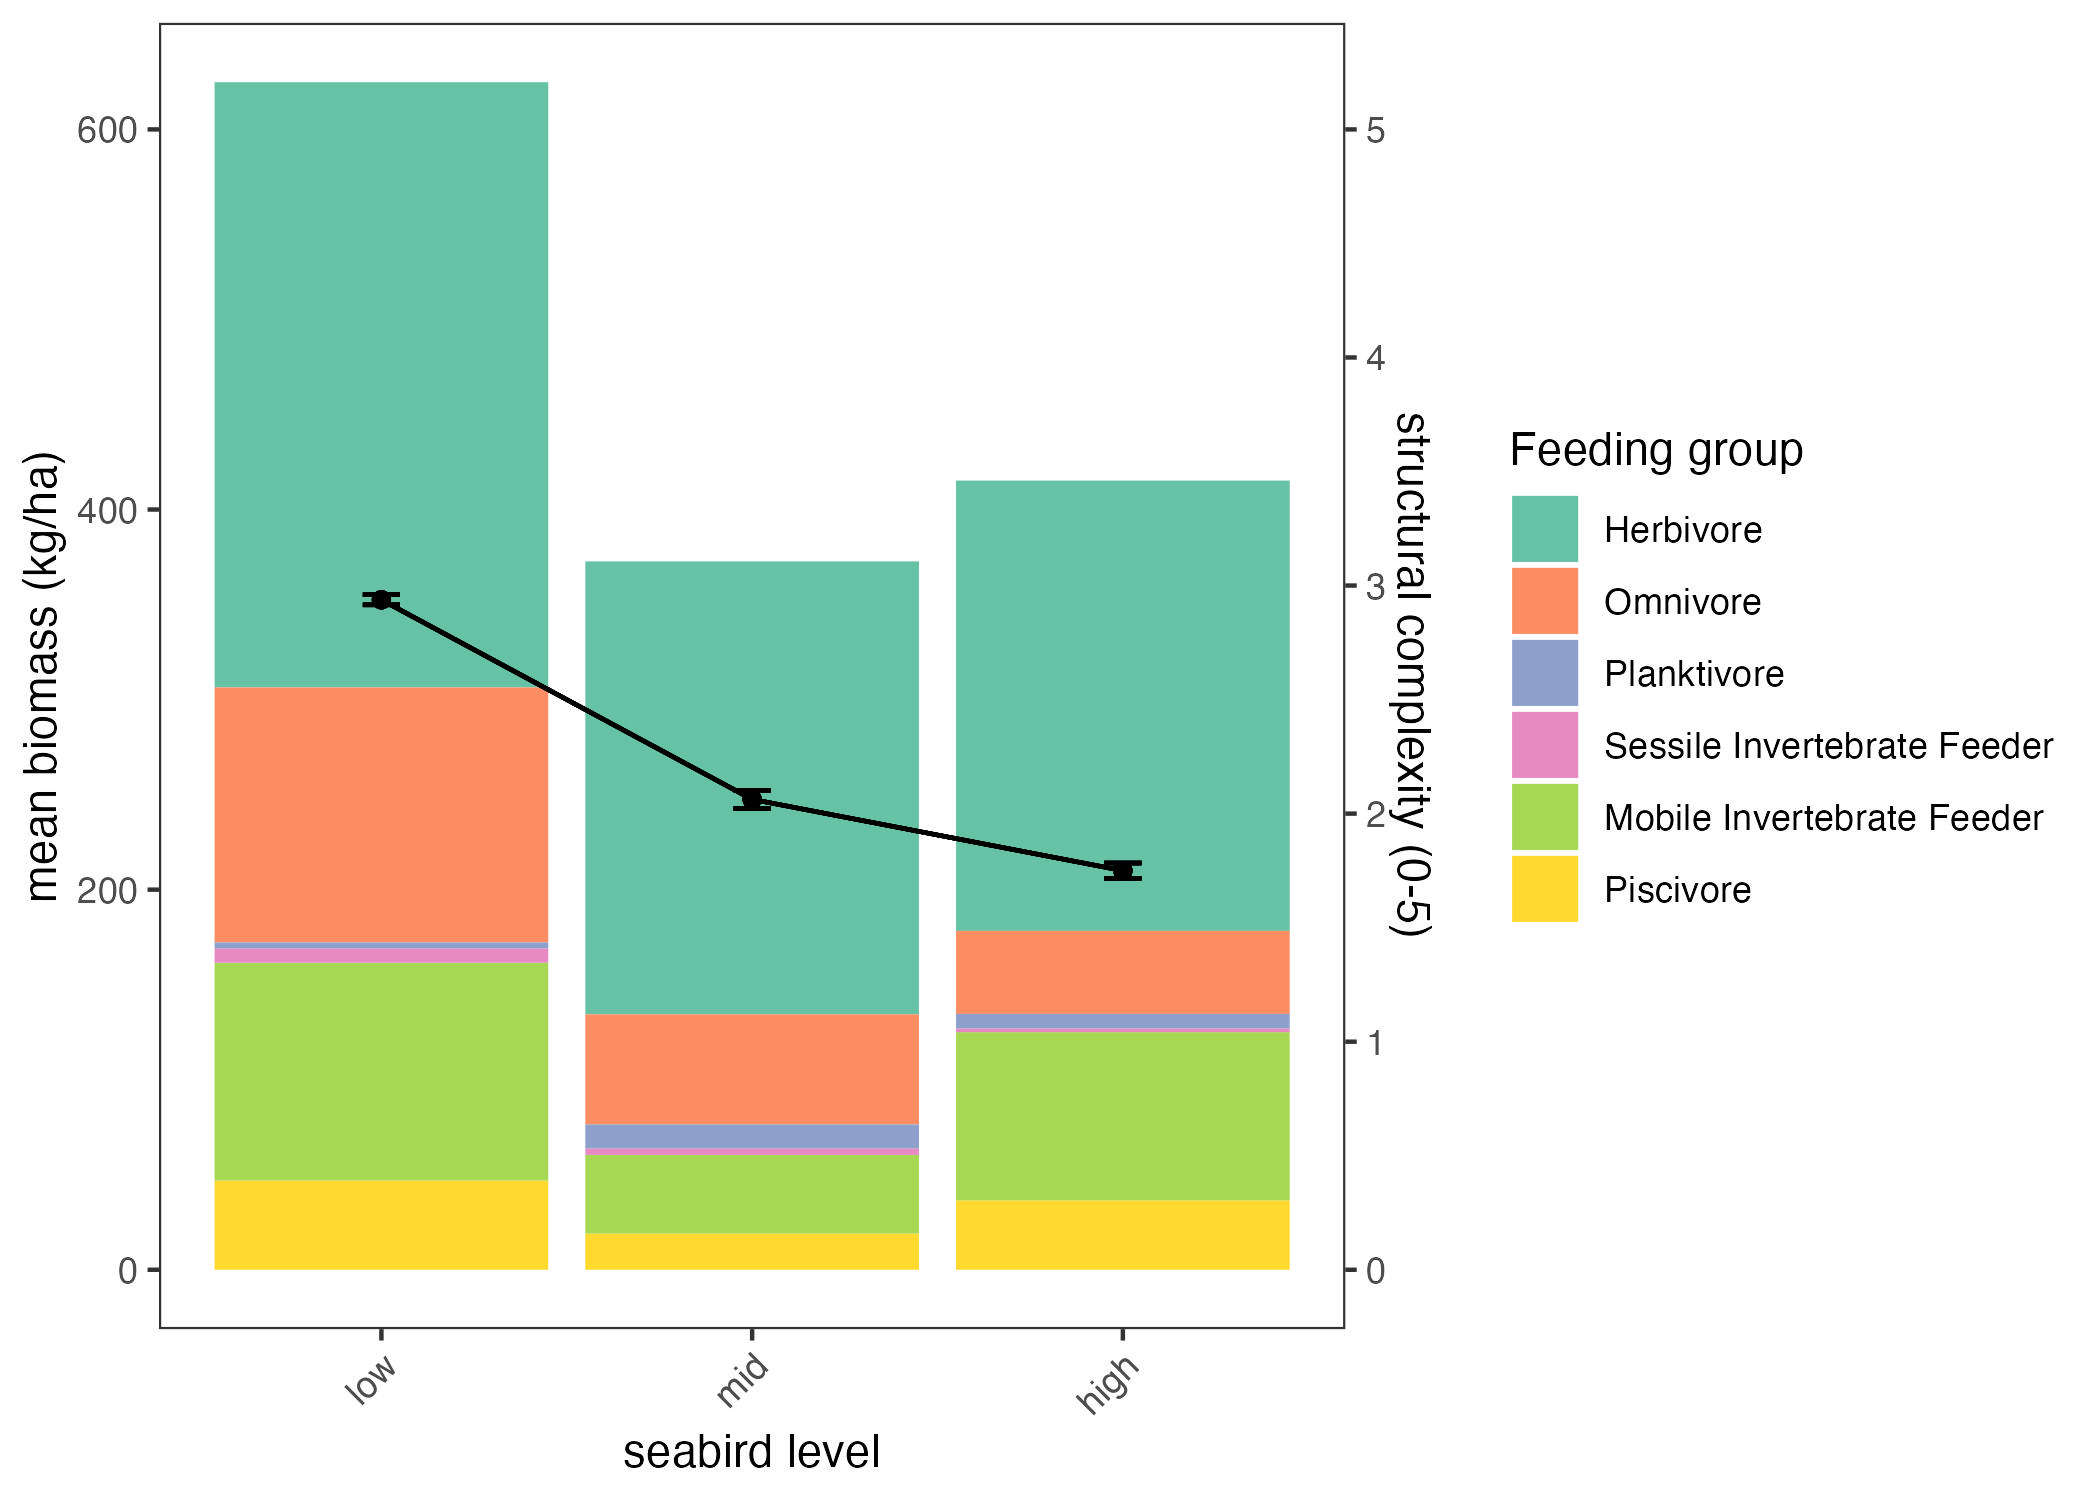 mean biomass (kg/ha)
600
400
200
0
5
4
3
2
1
0
structural complexity (0-5)
low
mid
high
seabird level
Feeding group
Herbivore
Omnivore
Planktivore
Sessile Invertebrate Feeder
Mobile Invertebrate Feeder
Piscivore